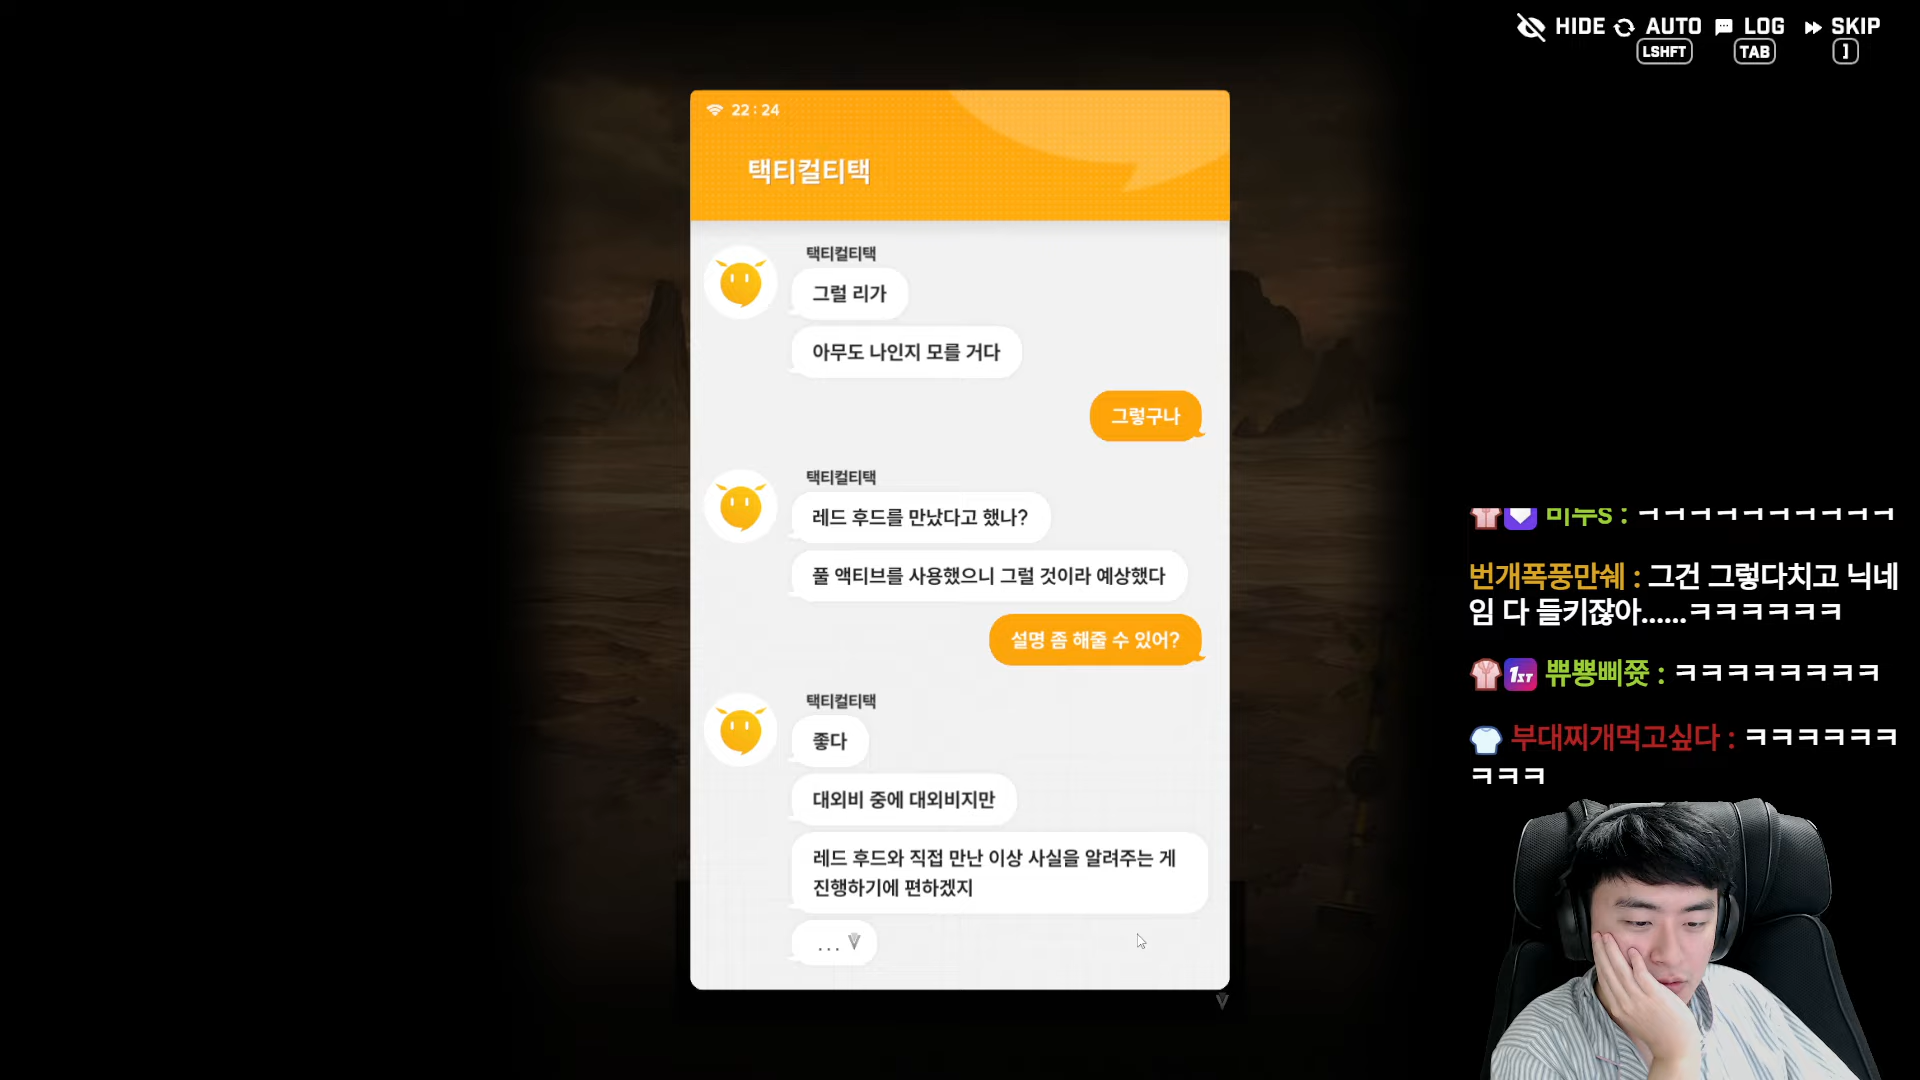 HIDE AUTO LOG SKIP
LSHFT TAB ]
22:24
택티컬티택
택티컬티택
그럴 리가
아무도 나인지 모를 거다
그렇구나
택티컬티택
레드 후드를 만났다고 했나?
풀 액티브를 사용했으니 그럴 것이라 예상했다
설명 좀 해줄 수 있어?
택티컬티택
좋다
대외비 중에 대외비지만
레드 후드와 직접 만난 이상 사실을 알려주는 게
진행하기에 편하겠지
...
번개폭풍만쉐 : 그건 그렇다치고 닉네
임 다 들키잖아......ㅋㅋㅋㅋㅋㅋ
1ST 쀼뿅삐쯋 : ㅋㅋㅋㅋㅋㅋㅋㅋ
부대찌개먹고싶다 : ㅋㅋㅋㅋㅋㅋ
ㅋㅋㅋ